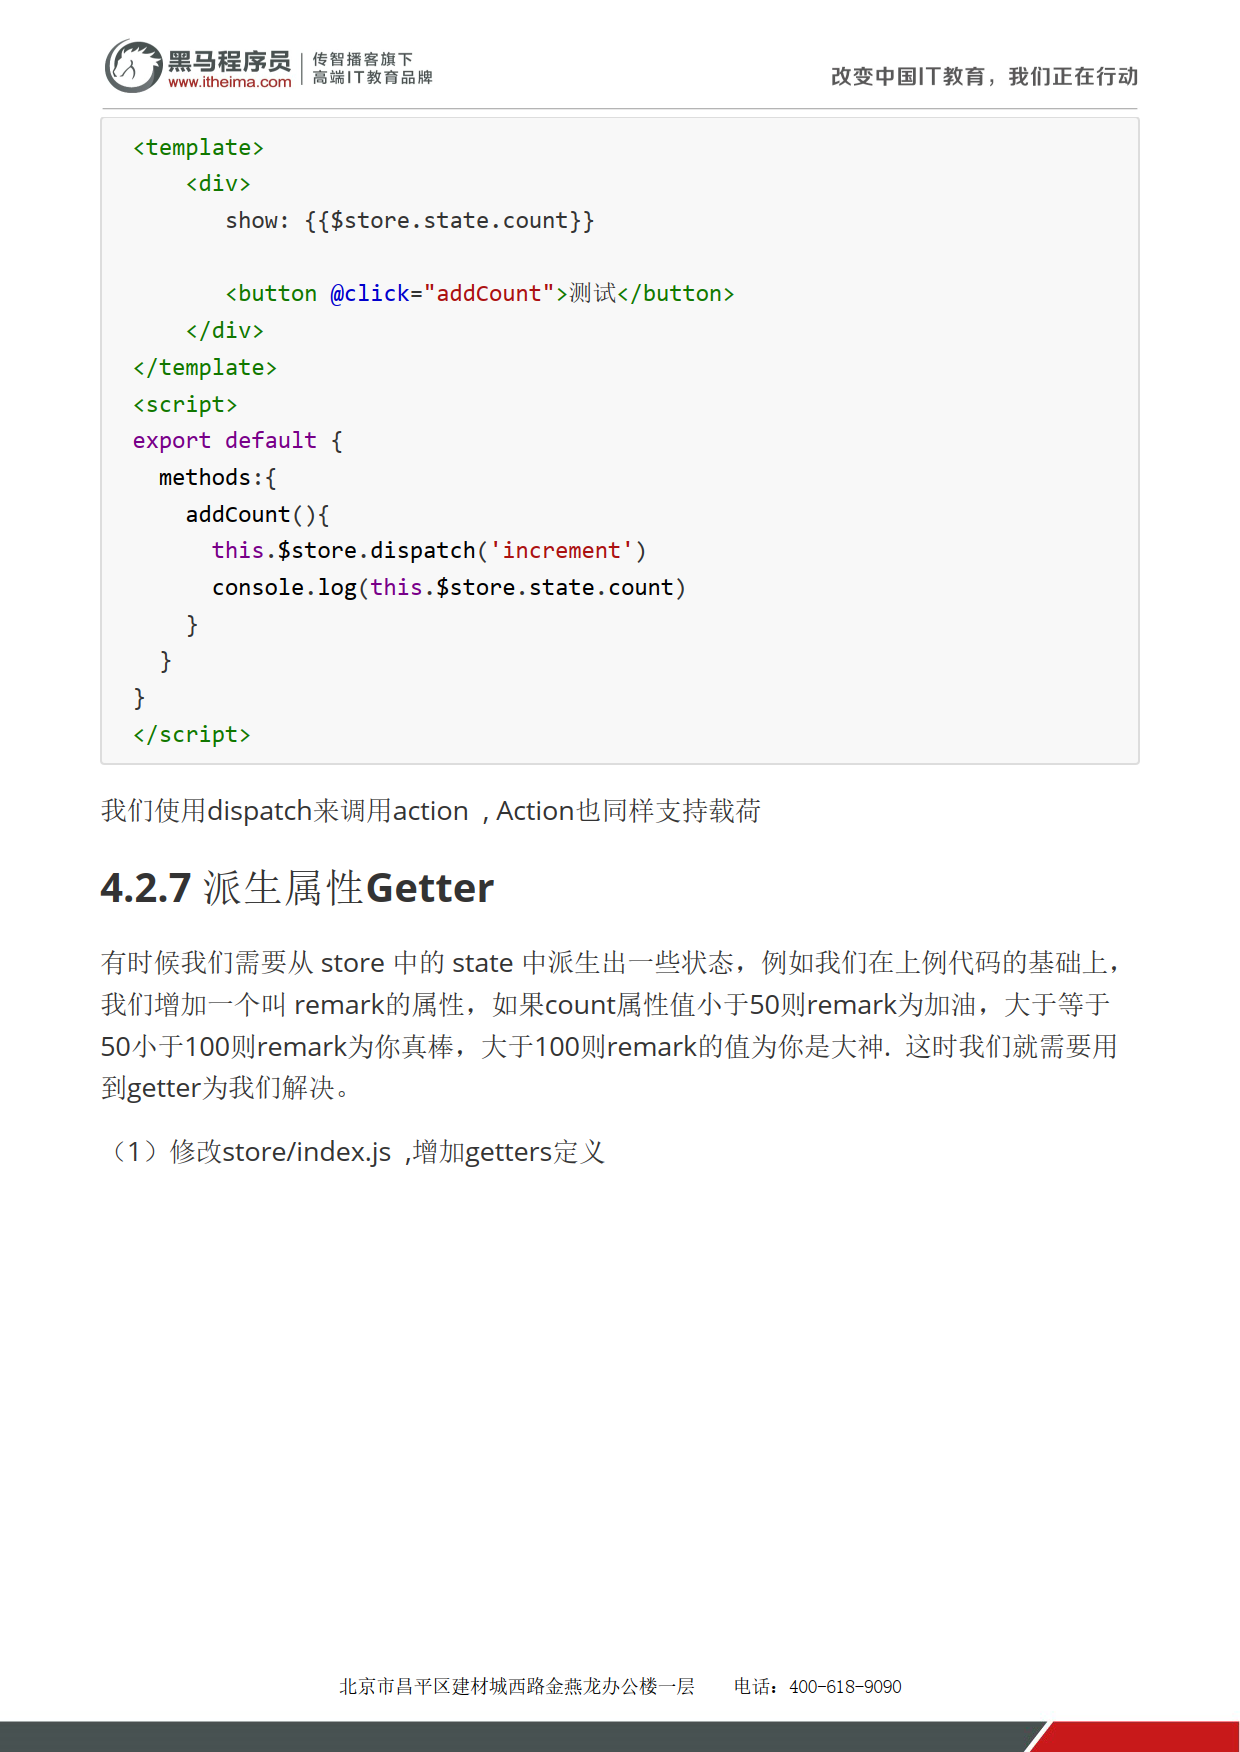 黑马程序员
www.itheima.com
传智播客旗下
高端IT教育品牌
改变中国IT教育，我们正在行动
<template>
    <div>
       show: {{$store.state.count}}

       <button @click="addCount">测试</button>
    </div>
</template>
<script>
export default {
  methods:{
    addCount(){
      this.$store.dispatch('increment')
      console.log(this.$store.state.count)
    }
  }
}
</script>
我们使用dispatch来调用action , Action也同样支持载荷
4.2.7 派生属性Getter
有时候我们需要从 store 中的 state 中派生出一些状态，例如我们在上例代码的基础上，
我们增加一个叫 remark的属性，如果count属性值小于50则remark为加油，大于等于
50小于100则remark为你真棒，大于100则remark的值为你是大神. 这时我们就需要用
到getter为我们解决。
（1）修改store/index.js ,增加getters定义
北京市昌平区建材城西路金燕龙办公楼一层 电话：400-618-9090